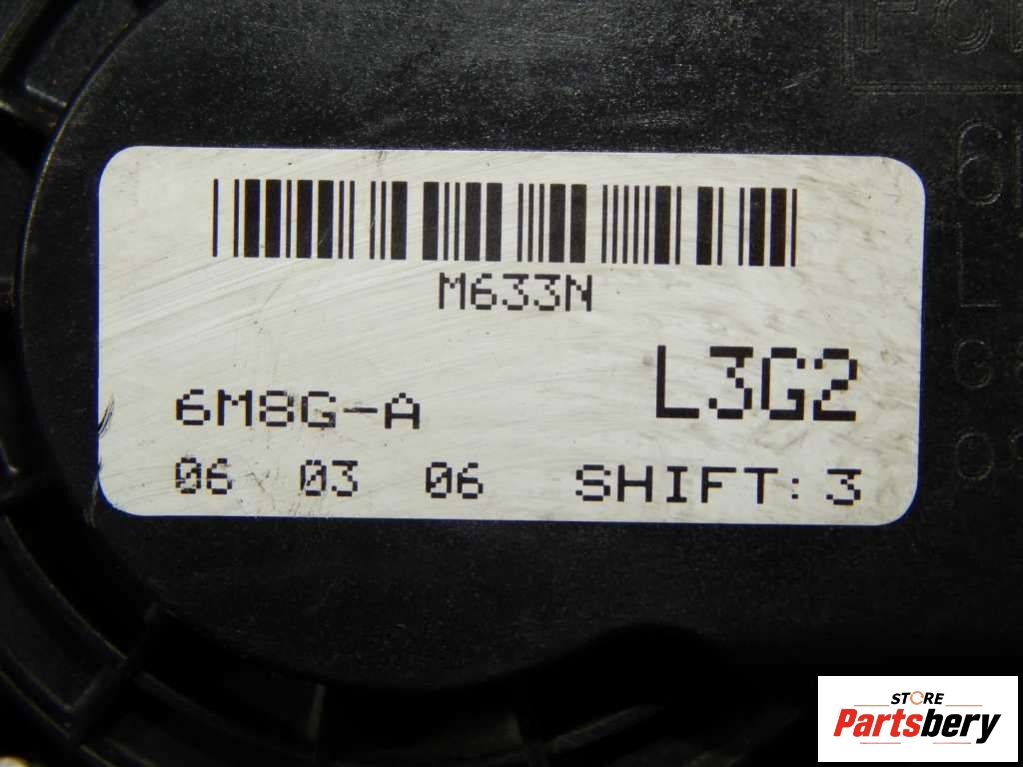 M633N
L3G2
6M8G-A
06 03 06 SHIFT: 3
STORE
Partsbery